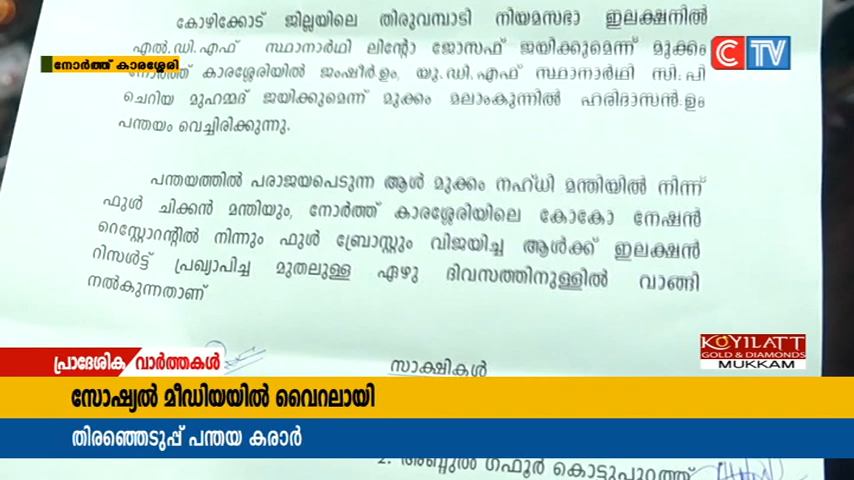 കോഴിക്കോട് ജില്ലയിലെ തിരുവമ്പാടി നിയമസഭാ ഇലക്ഷനിൽ
എൽ.ഡി.എഫ് സ്ഥാനാർഥി ലിന്റോ ജോസഫ് ജയിക്കുമെന്ന് മുക്കം
നോർത്ത് കാരശ്ശേരിയിൽ ജംഷീർ.ഉം, യു.ഡി.എഫ് സ്ഥാനാർഥി സി.പി
ചെറിയ മുഹമ്മദ് ജയിക്കുമെന്ന് മുക്കം മലാംകുന്നിൽ ഹരിദാസൻ.ഉം
പന്തയം വെച്ചിരിക്കുന്നു.
നോർത്ത് കാരശ്ശേരി
CTV
പന്തയത്തിൽ പരാജയപെടുന്ന ആൾ മുക്കം നഹ്ധി മന്തിയിൽ നിന്ന്
ഫുൾ ചിക്കൻ മന്തിയും, നോർത്ത് കാരശ്ശേരിയിലെ കോകോ നേഷൻ
റെസ്റ്റോറന്റിൽ നിന്നും ഫുൾ ബ്രോസ്റ്റും വിജയിച്ച ആൾക്ക് ഇലക്ഷൻ
റിസൾട്ട് പ്രഖ്യാപിച്ച മുതലുള്ള ഏഴു ദിവസത്തിനുള്ളിൽ വാങ്ങി
നൽകുന്നതാണ്
സാക്ഷികൾ
KOYILATT
GOLD & DIAMONDS
MUKKAM
പ്രാദേശിക വാർത്തകൾ
സോഷ്യൽ മീഡിയയിൽ വൈറലായി
തിരഞ്ഞെടുപ്പ് പന്തയ കരാർ
2. അബ്ദുൽ ഗഫൂർ കൊട്ടുപുറത്ത്